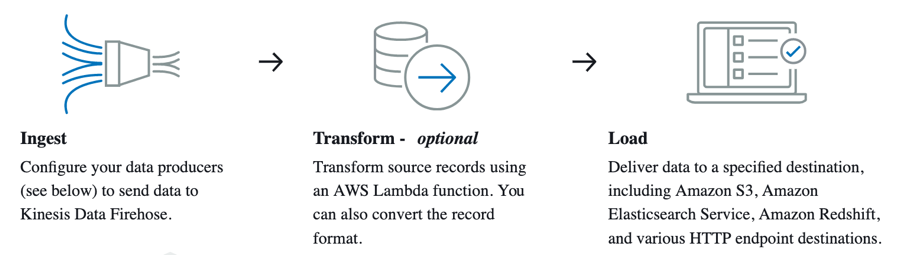 Ingest
Configure your data producers
(see below) to send data to
Kinesis Data Firehose.
Transform - optional
Transform source records using
an AWS Lambda function. You
can also convert the record
format.
Load
Deliver data to a specified destination,
including Amazon S3, Amazon
Elasticsearch Service, Amazon Redshift,
and various HTTP endpoint destinations.